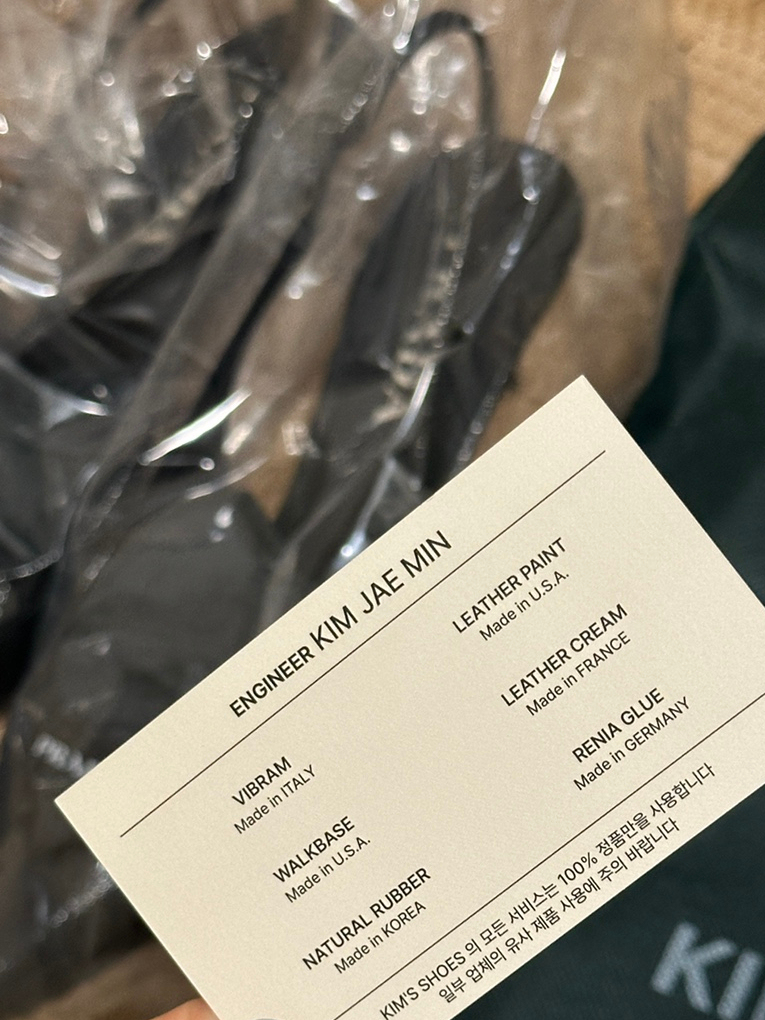 ENGINEER KIM JAE MIN
VIBRAM
Made in ITALY
WALKBASE
Made in U.S.A.
NATURAL RUBBER
Made in KOREA
LEATHER PAINT
Made in U.S.A.
LEATHER CREAM
Made in FRANCE
RENIA GLUE
Made in GERMANY
KIM'S SHOES 의 모든 서비스는 100% 정품만을 사용합니다
일부 업체의 유사 제품 사용에 주의 바랍니다